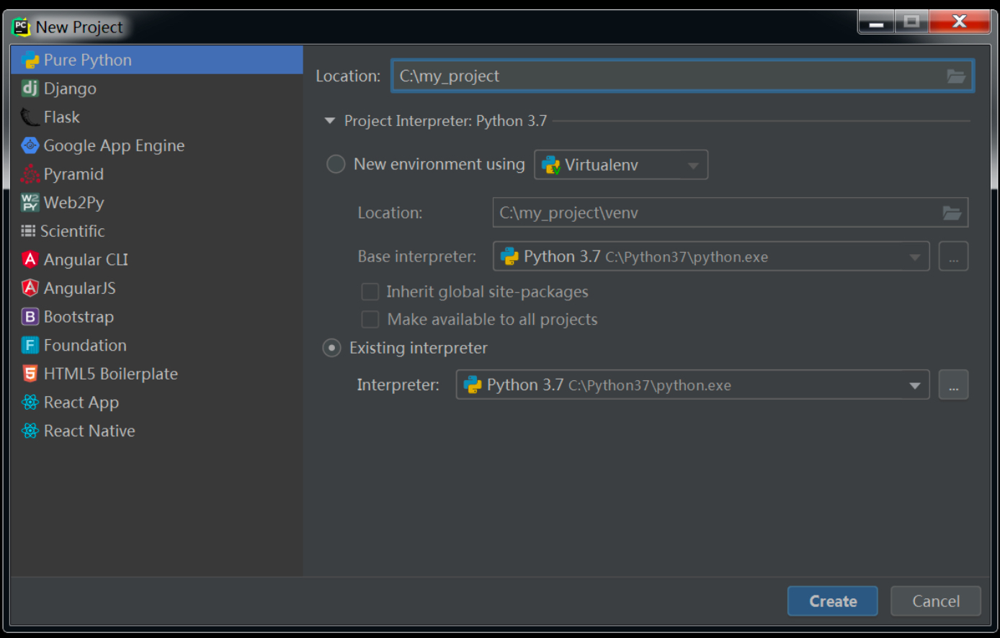 New Project
Pure Python
Django
Flask
Google App Engine
Pyramid
Web2Py
Scientific
Angular CLI
AngularJS
Bootstrap
Foundation
HTML5 Boilerplate
React App
React Native
Location: C:\my_project
Project Interpreter: Python 3.7
New environment using Virtualenv
Location: C:\my_project\venv
Base interpreter: Python 3.7 C:\Python37\python.exe ...
Inherit global site-packages
Make available to all projects
Existing interpreter
Interpreter: Python 3.7 C:\Python37\python.exe ...
Create Cancel